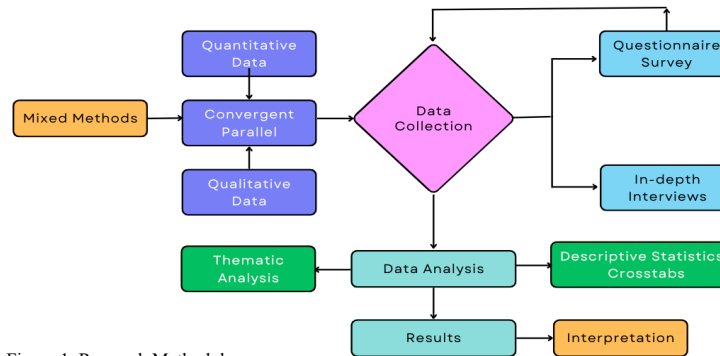 Quantitative
Data
Questionnaire
Survey
Mixed Methods
Convergent
Parallel
Data
Collection
Qualitative
Data
In-depth
Interviews
Thematic
Analysis
Data Analysis
Descriptive Statistics
Crosstabs
Results
Interpretation